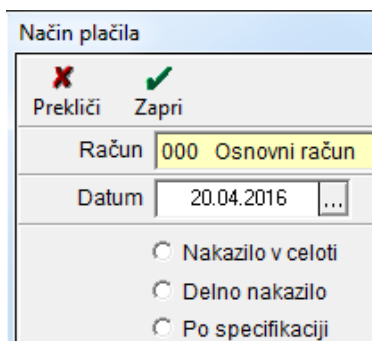 Način plačila
Prekliči Zapri
Račun 000 Osnovni račun
Datum 20.04.2016 ...
Nakazilo v celoti
Delno nakazilo
Po specifikaciji